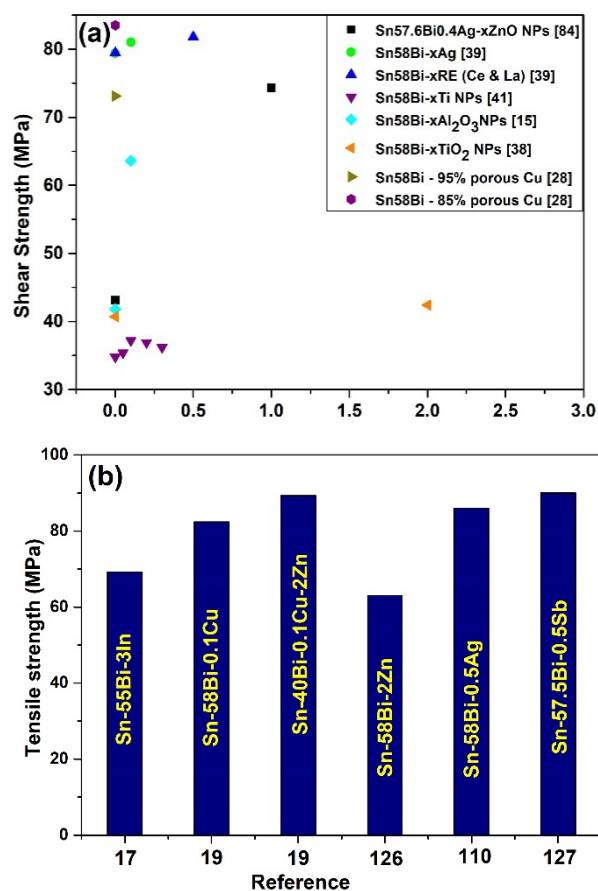 (a)
Sn57.6Bi0.4Ag-xZnO NPs [84]
Sn58Bi-xAg [39]
Sn58Bi-xRE (Ce & La) [39]
Sn58Bi-xTi NPs [41]
Sn58Bi-xAl₂O₃NPs [15]
Sn58Bi-xTiO₂ NPs [38]
Sn58Bi - 95% porous Cu [28]
Sn58Bi - 85% porous Cu [28]
Shear Strength (MPa)
80
70
60
50
40
30
0.0 0.5 1.0 1.5 2.0 2.5 3.0
(b)
Tensile strength (MPa)
100
80
60
40
20
0
Sn-55Bi-3In
Sn-58Bi-0.1Cu
Sn-40Bi-0.1Cu-2Zn
Sn-58Bi-2Zn
Sn-58Bi-0.5Ag
Sn-57.5Bi-0.5Sb
17 19 19 126 110 127
Reference